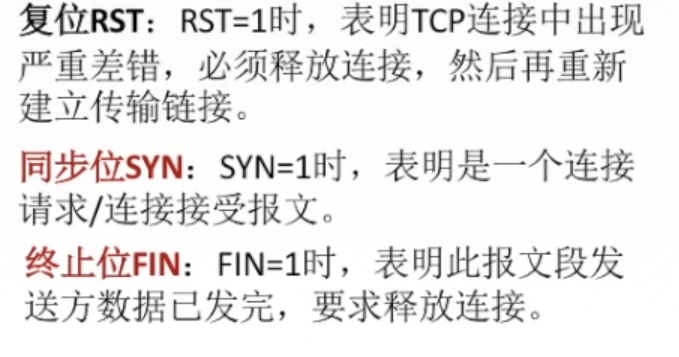 复位RST：RST=1时，表明TCP连接中出现
严重差错，必须释放连接，然后再重新
建立传输链接。
同步位SYN：SYN=1时，表明是一个连接
请求/连接接受报文。
终止位FIN：FIN=1时，表明此报文段发
送方数据已发完，要求释放连接。